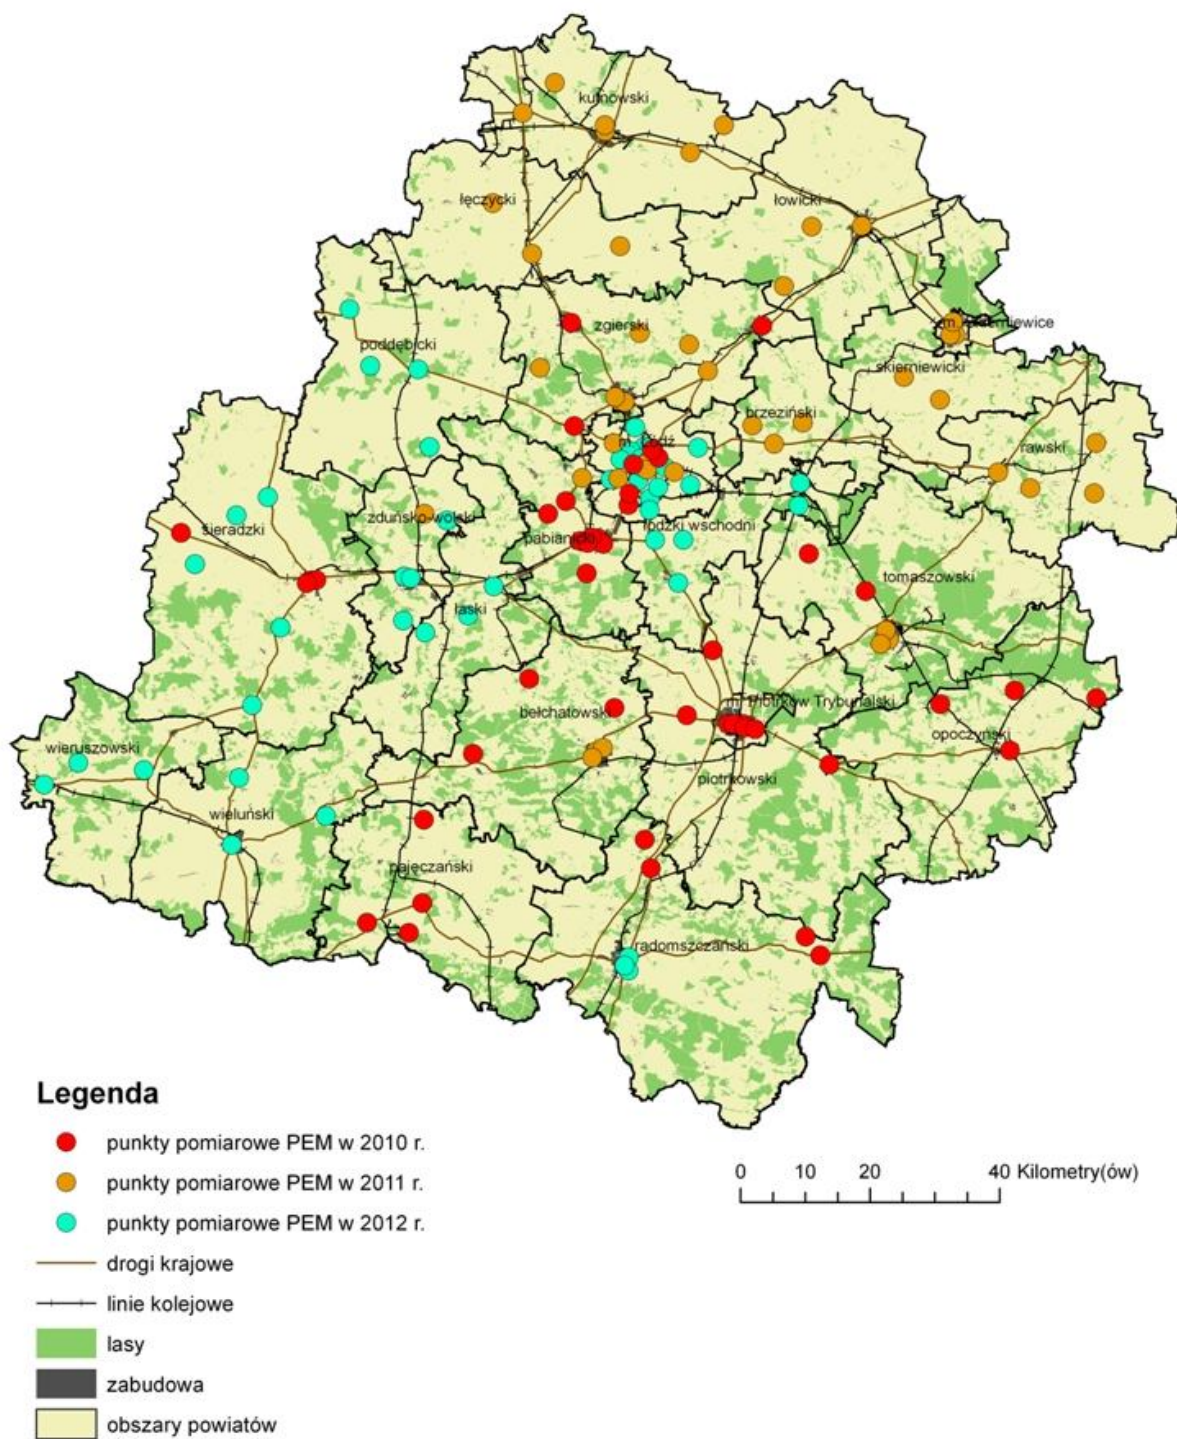 kutnowski
łęczycki
łowicki
zgierski
m. Skierniewice
poddębicki
skierniewicki
brzeziński
m. Łódź
rawski
zduńsko-wolski
sieradzki
łódzki wschodni
pabianicki
tomaszowski
łaski
bełchatowski
m. Piotrków Trybunalski
opoczyński
wieruszowski
piotrkowski
wieluński
pajęczański
radomszczański
Legenda
punkty pomiarowe PEM w 2010 r.
punkty pomiarowe PEM w 2011 r.
punkty pomiarowe PEM w 2012 r.
drogi krajowe
linie kolejowe
lasy
zabudowa
obszary powiatów
0 10 20 40 Kilometry(ów)